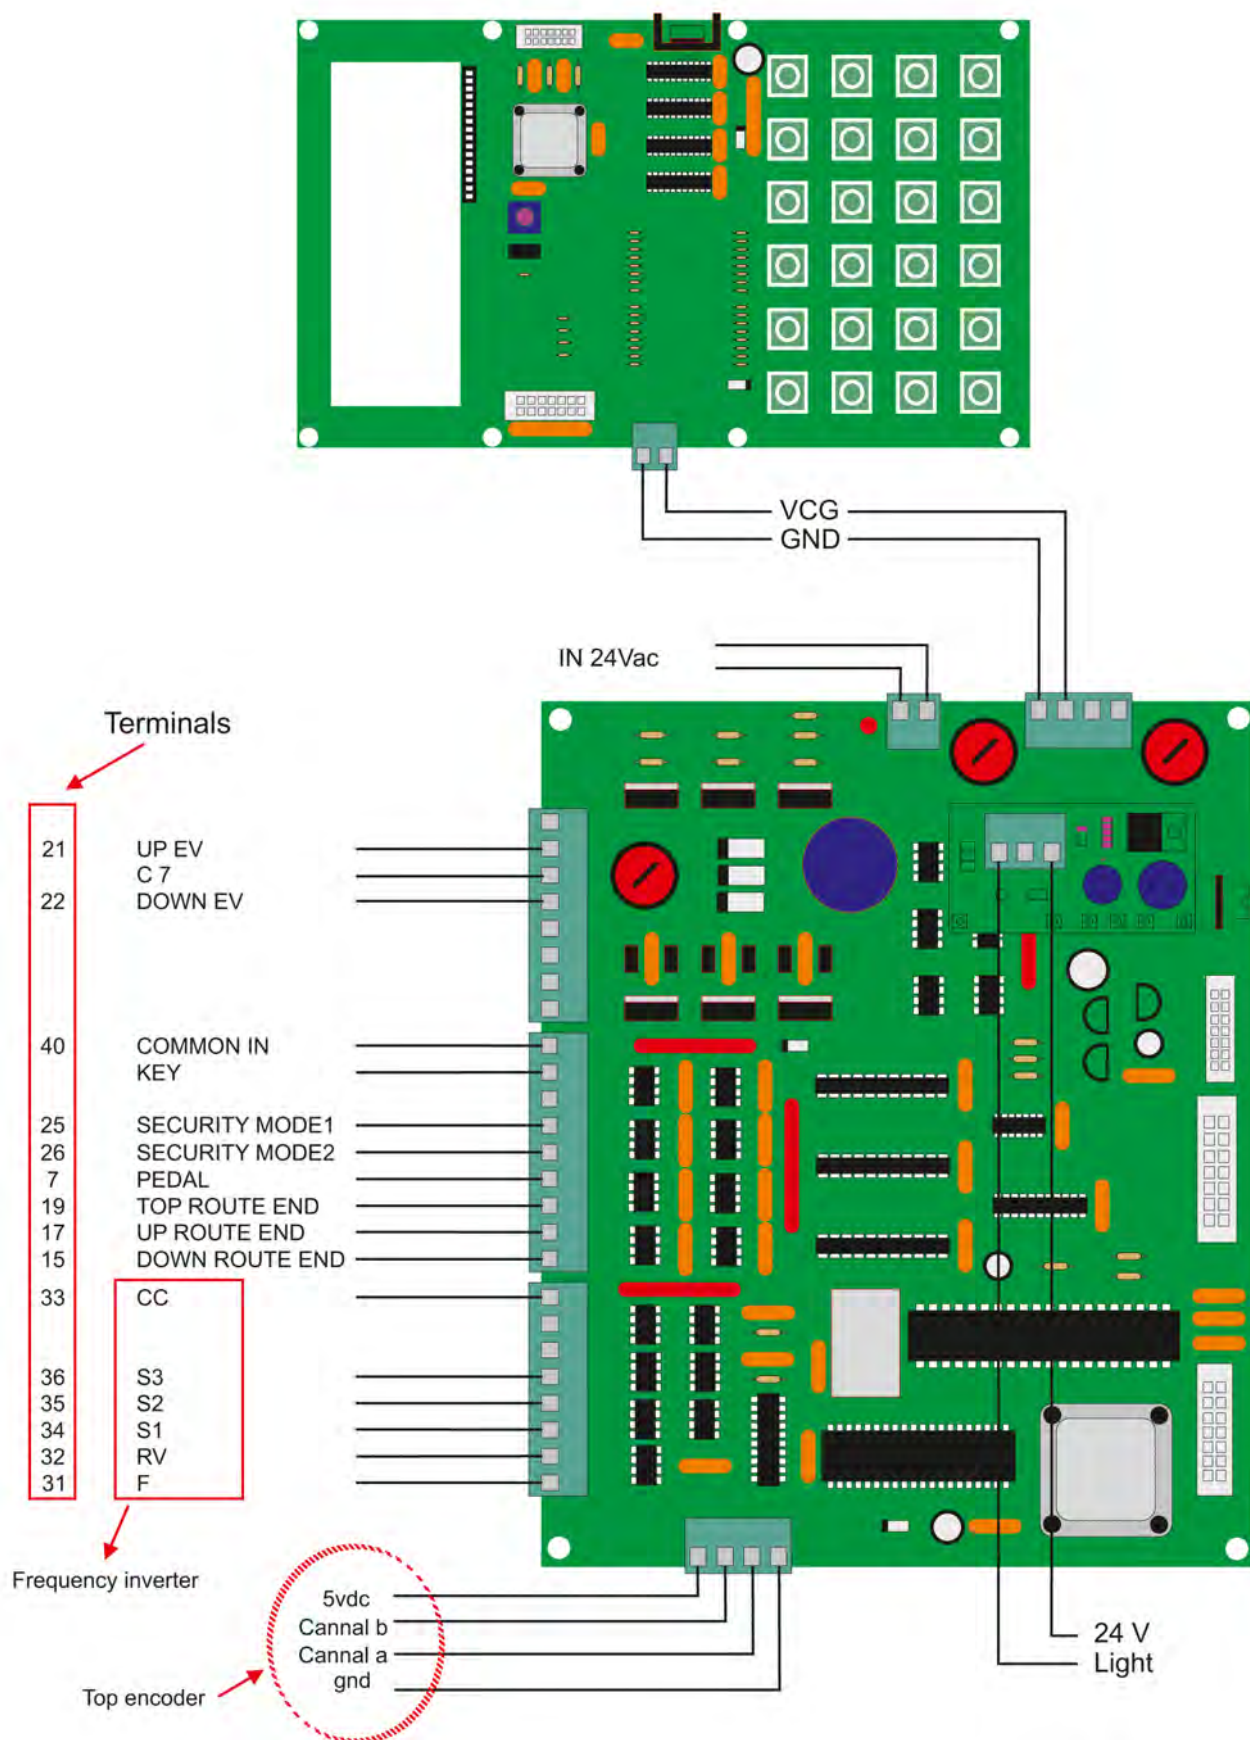 VCG
GND
IN 24Vac
Terminals
21 UP EV
C 7
22 DOWN EV
40 COMMON IN
KEY
25 SECURITY MODE1
26 SECURITY MODE2
7 PEDAL
19 TOP ROUTE END
17 UP ROUTE END
15 DOWN ROUTE END
33 CC
36 S3
35 S2
34 S1
32 RV
31 F
Frequency inverter
5vdc
Cannal b
Cannal a
gnd
Top encoder
24 V
Light